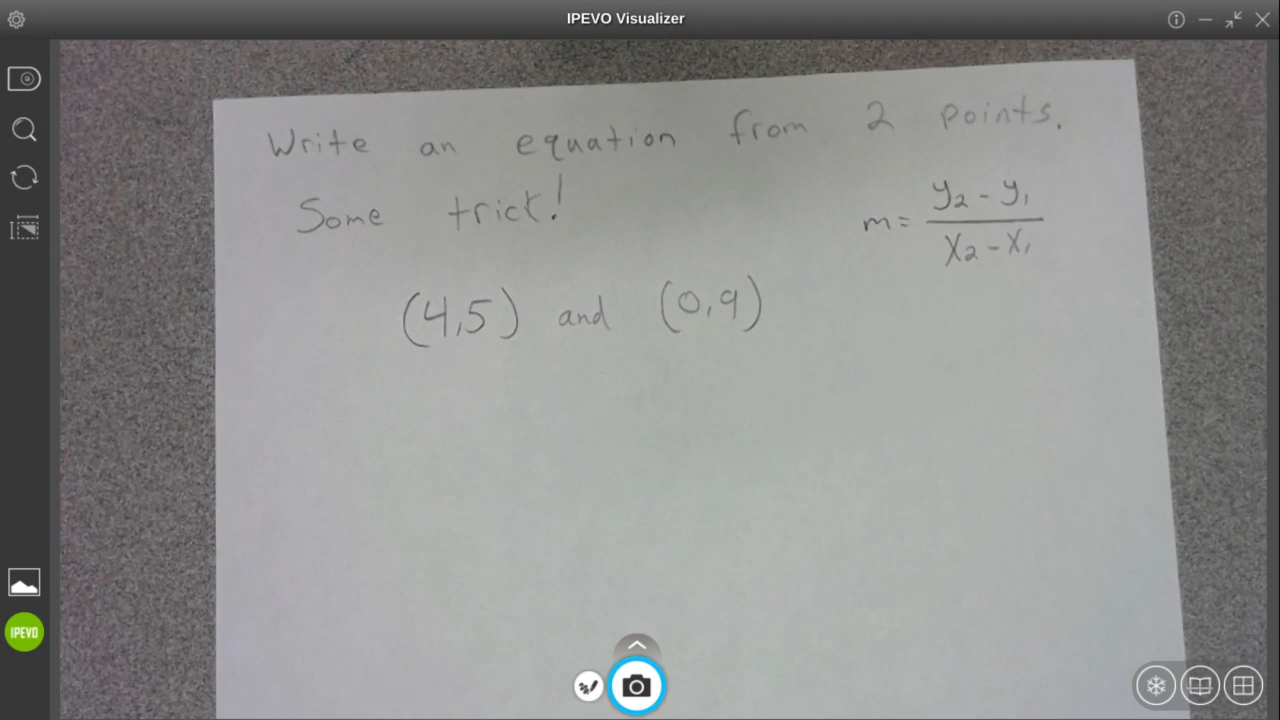 IPEVO Visualizer
Write an equation from 2 points.
Some trick!
m = y₂ - y₁ / x₂ - x₁
(4,5) and (0,9)
IPEVO